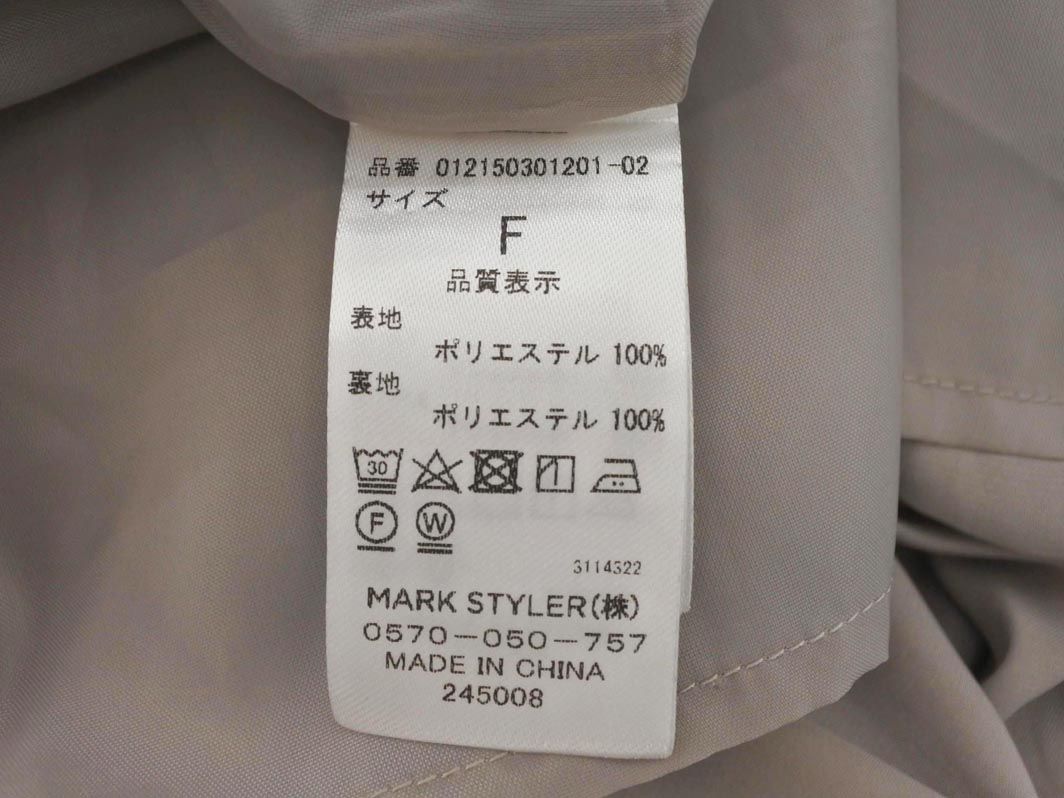 品番 012150301201-02
サイズ
F
品質表示
表地
ポリエステル 100%
裏地
ポリエステル 100%
30
F W
3114322
MARK STYLER(株)
0570-050-757
MADE IN CHINA
245008